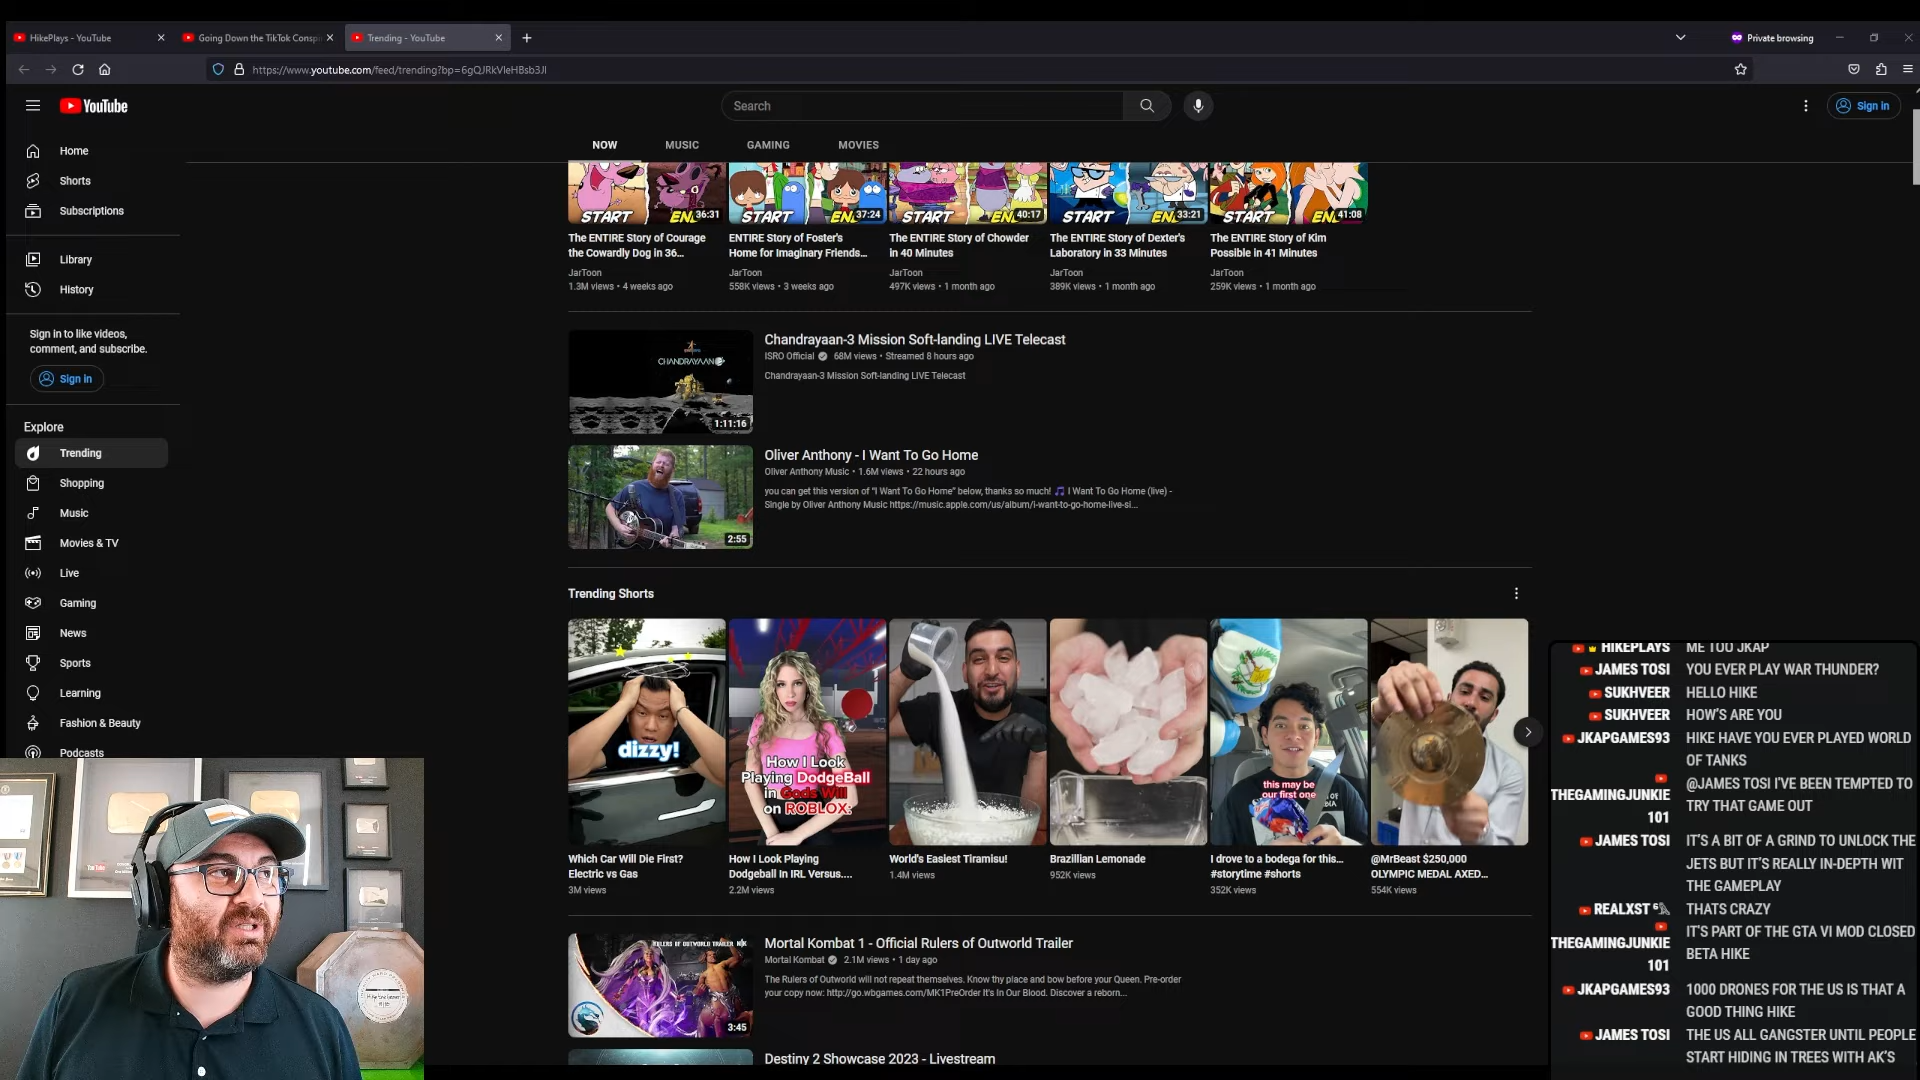 HikePlays - YouTube
Going Down the TikTok Conspi
Trending - YouTube
Private browsing
https://www.youtube.com/feed/trending?bp=6gQJRkVleHBsb3Jl
YouTube
Search
Sign in
NOW
MUSIC
GAMING
MOVIES
Home
Shorts
Subscriptions
Library
History
Sign in to like videos,
comment, and subscribe.
Sign in
Explore
Trending
Shopping
Music
Movies & TV
Live
Gaming
News
Sports
Learning
Fashion & Beauty
Podcasts
START
36:31
START
37:24
START
40:17
START
33:21
START
41:08
The ENTIRE Story of Courage
the Cowardly Dog in 36...
JarToon
1.3M views • 4 weeks ago
ENTIRE Story of Foster's
Home for Imaginary Friends...
JarToon
558K views • 3 weeks ago
The ENTIRE Story of Chowder
in 40 Minutes
JarToon
497K views • 1 month ago
The ENTIRE Story of Dexter's
Laboratory in 33 Minutes
JarToon
389K views • 1 month ago
The ENTIRE Story of Kim
Possible in 41 Minutes
JarToon
259K views • 1 month ago
CHANDRAYAAN
1:11:16
Chandrayaan-3 Mission Soft-landing LIVE Telecast
ISRO Official 68M views • Streamed 8 hours ago
Chandrayaan-3 Mission Soft-landing LIVE Telecast
2:55
Oliver Anthony - I Want To Go Home
Oliver Anthony Music • 1.6M views • 22 hours ago
you can get this version of "I Want To Go Home" below, thanks so much! 🎵 I Want To Go Home (live) -
Single by Oliver Anthony Music https://music.apple.com/us/album/i-want-to-go-home-live-si...
Trending Shorts
dizzy!
How I Look
Playing DodgeBall
in Gods Will
on ROBLOX:
this may be
our first one
Which Car Will Die First?
Electric vs Gas
3M views
How I Look Playing
Dodgeball In IRL Versus....
2.2M views
World's Easiest Tiramisu!
1.4M views
Brazillian Lemonade
952K views
I drove to a bodega for this...
#storytime #shorts
352K views
@MrBeast $250,000
OLYMPIC MEDAL AXED...
554K views
RULERS OF OUTWORLD TRAILER
3:45
Mortal Kombat 1 - Official Rulers of Outworld Trailer
Mortal Kombat 2.1M views • 1 day ago
The Rulers of Outworld will not repeat themselves. Know thy place and bow before your Queen. Pre-order
your copy now: http://go.wbgames.com/MK1PreOrder It's In Our Blood. Discover a reborn...
Destiny 2 Showcase 2023 - Livestream
HIKEPLAYS ME TOO JKAP
JAMES TOSI YOU EVER PLAY WAR THUNDER?
SUKHVEER HELLO HIKE
SUKHVEER HOW'S ARE YOU
JKAPGAMES93 HIKE HAVE YOU EVER PLAYED WORLD
OF TANKS
THEGAMINGJUNKIE
101
@JAMES TOSI I'VE BEEN TEMPTED TO
TRY THAT GAME OUT
JAMES TOSI IT'S A BIT OF A GRIND TO UNLOCK THE
JETS BUT IT'S REALLY IN-DEPTH WIT
THE GAMEPLAY
REALXST THATS CRAZY
THEGAMINGJUNKIE
101
IT'S PART OF THE GTA VI MOD CLOSED
BETA HIKE
JKAPGAMES93 1000 DRONES FOR THE US IS THAT A
GOOD THING HIKE
JAMES TOSI THE US ALL GANGSTER UNTIL PEOPLE
START HIDING IN TREES WITH AK'S